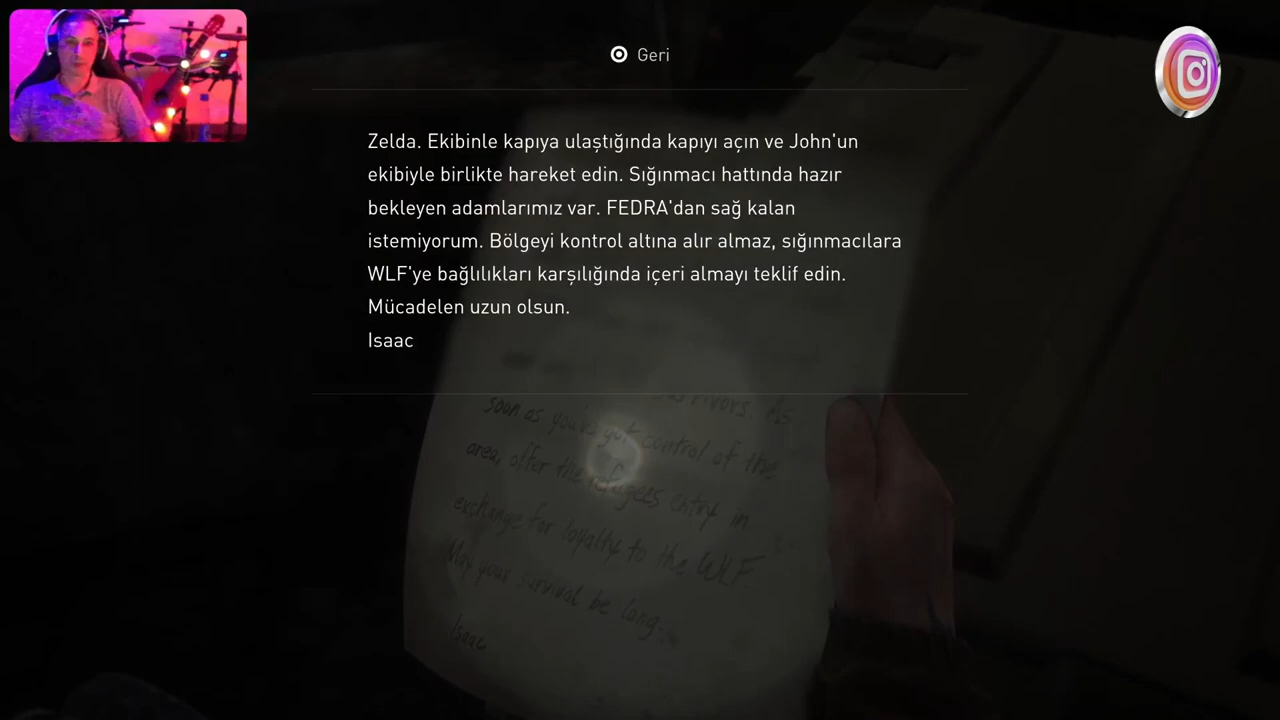 Geri
Zelda. Ekibinle kapıya ulaştığında kapıyı açın ve John'un
ekibiyle birlikte hareket edin. Sığınmacı hattında hazır
bekleyen adamlarımız var. FEDRA'dan sağ kalan
istemiyorum. Bölgeyi kontrol altına alır almaz, sığınmacılara
WLF'ye bağlılıkları karşılığında içeri almayı teklif edin.
Mücadelen uzun olsun.
Isaac
As
soon as you've got control of the
area, offer the refugees entry in
exchange for loyalty to the WLF.
May your survival be long.
Isaac